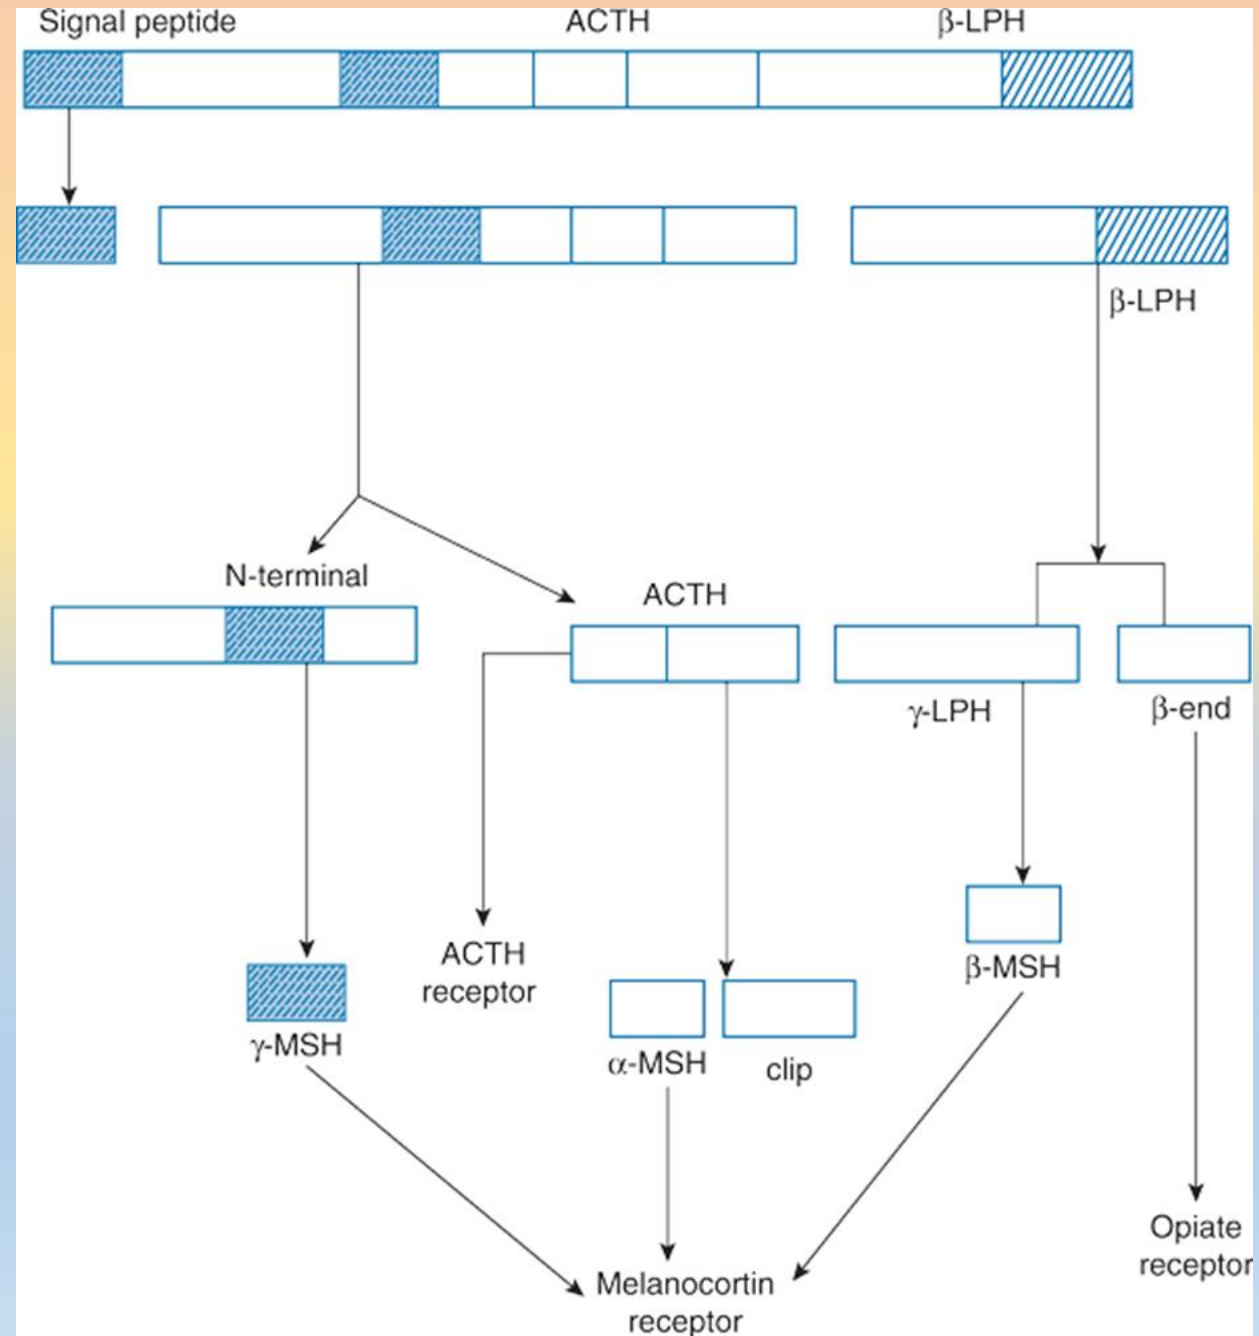 Signal peptide
ACTH
β-LPH
β-LPH
N-terminal
ACTH
γ-LPH
β-end
ACTH
receptor
β-MSH
γ-MSH
α-MSH
clip
Opiate
receptor
Melanocortin
receptor